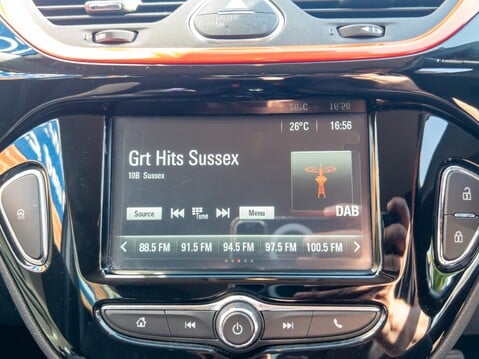 26°C 16:56
Grt Hits Sussex
10B Sussex
Source Tune Menu
DAB
88.5 FM 91.5 FM 94.5 FM 97.5 FM 100.5 FM